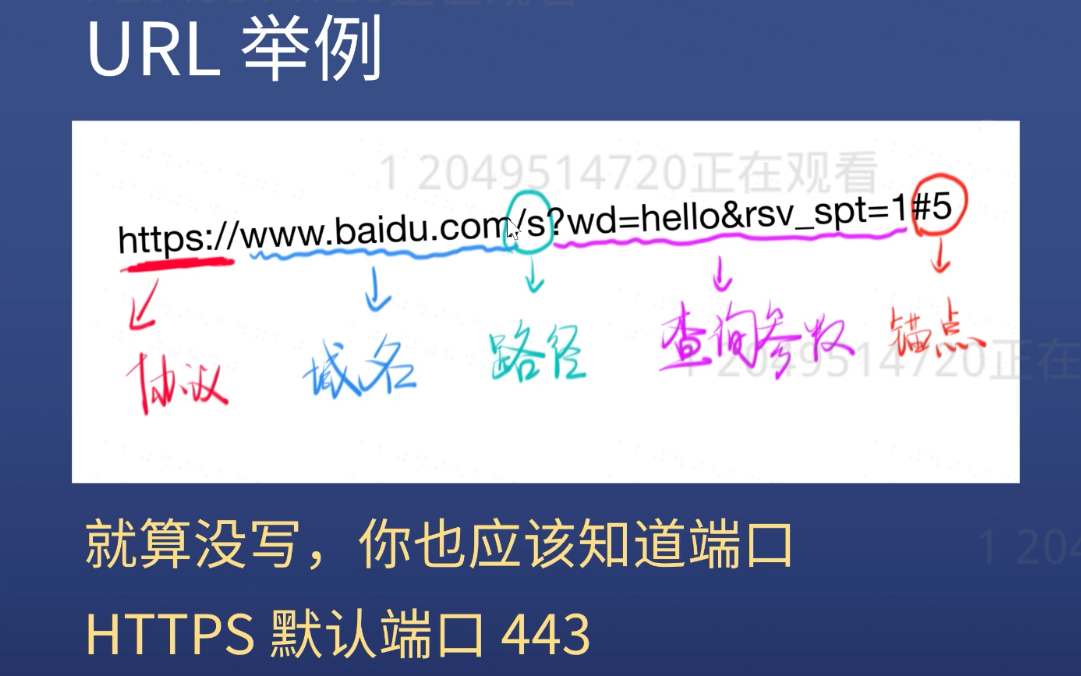 URL 举例
1 2049514720正在观看
https://www.baidu.com/s?wd=hello&rsv_spt=1#5
协议 域名 路径 查询参数 锚点
1 2049514720正在
就算没写，你也应该知道端口
1 204
HTTPS 默认端口 443